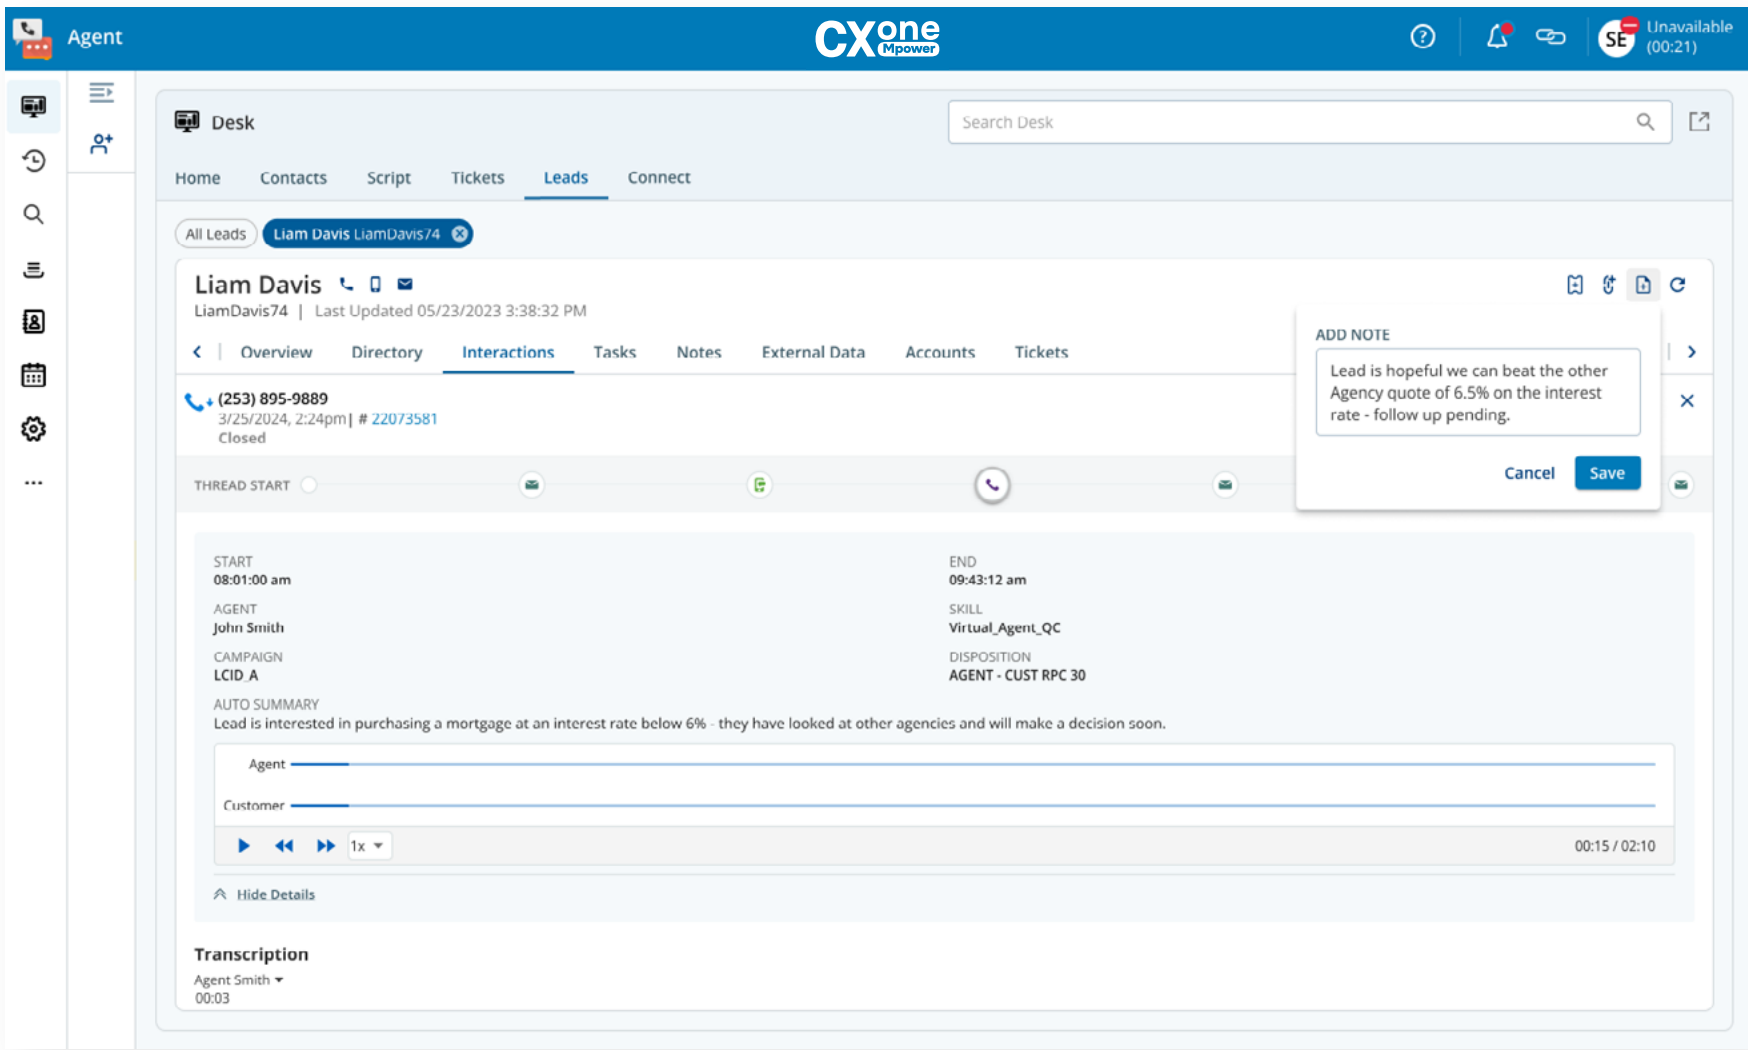 Agent
CXone
Mpower
SE
Unavailable
(00:21)
Desk
Search Desk
Home Contacts Script Tickets Leads Connect
All Leads
Liam Davis LiamDavis74
Liam Davis
LiamDavis74 | Last Updated 05/23/2023 3:38:32 PM
Overview Directory Interactions Tasks Notes External Data Accounts Tickets
ADD NOTE
Lead is hopeful we can beat the other
Agency quote of 6.5% on the interest
rate - follow up pending.
Cancel Save
(253) 895-9889
3/25/2024, 2:24pm| # 22073581
Closed
THREAD START
START
08:01:00 am
END
09:43:12 am
AGENT
John Smith
SKILL
Virtual_Agent_QC
CAMPAIGN
LCID_A
DISPOSITION
AGENT - CUST RPC 30
AUTO SUMMARY
Lead is interested in purchasing a mortgage at an interest rate below 6% - they have looked at other agencies and will make a decision soon.
Agent
Customer
1x
00:15 / 02:10
Hide Details
Transcription
Agent Smith
00:03